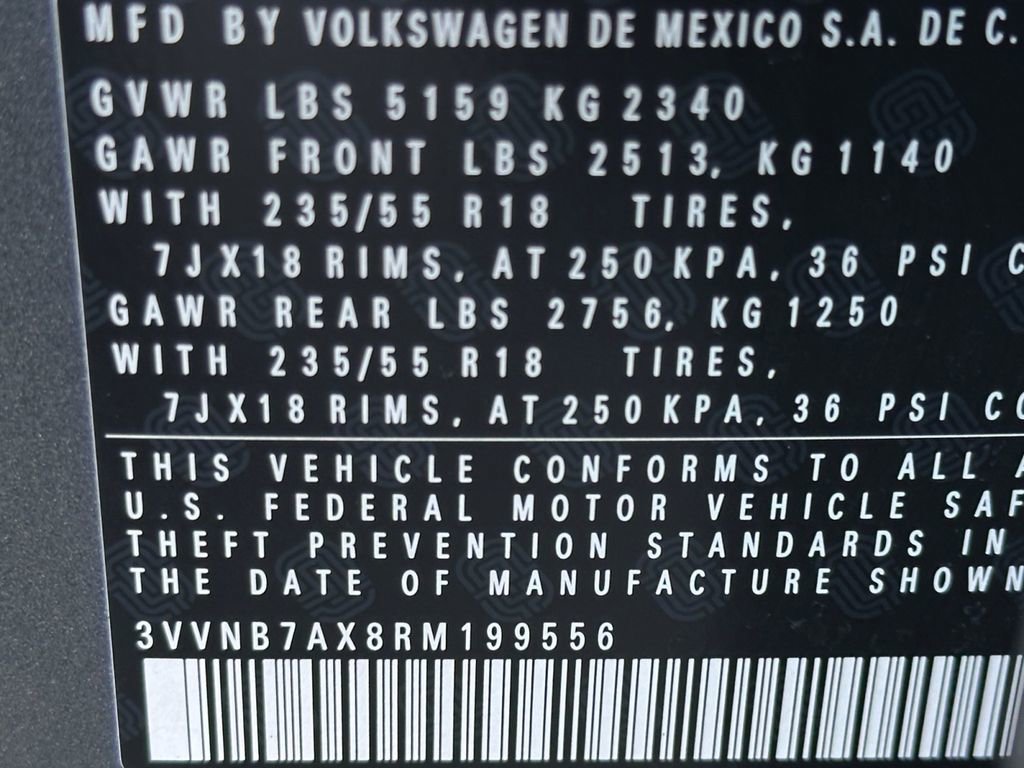 MFD BY VOLKSWAGEN DE MEXICO S.A. DE C.
GVWR LBS 5159 KG 2340
GAWR FRONT LBS 2513, KG 1140
WITH 235/55 R18 TIRES,
7JX18 RIMS, AT 250 KPA, 36 PSI C
GAWR REAR LBS 2756, KG 1250
WITH 235/55 R18 TIRES,
7JX18 RIMS, AT 250 KPA, 36 PSI CO
THIS VEHICLE CONFORMS TO ALL A
U.S. FEDERAL MOTOR VEHICLE SAF
THEFT PREVENTION STANDARDS IN
THE DATE OF MANUFACTURE SHOWN
3VVNB7AX8RM199556